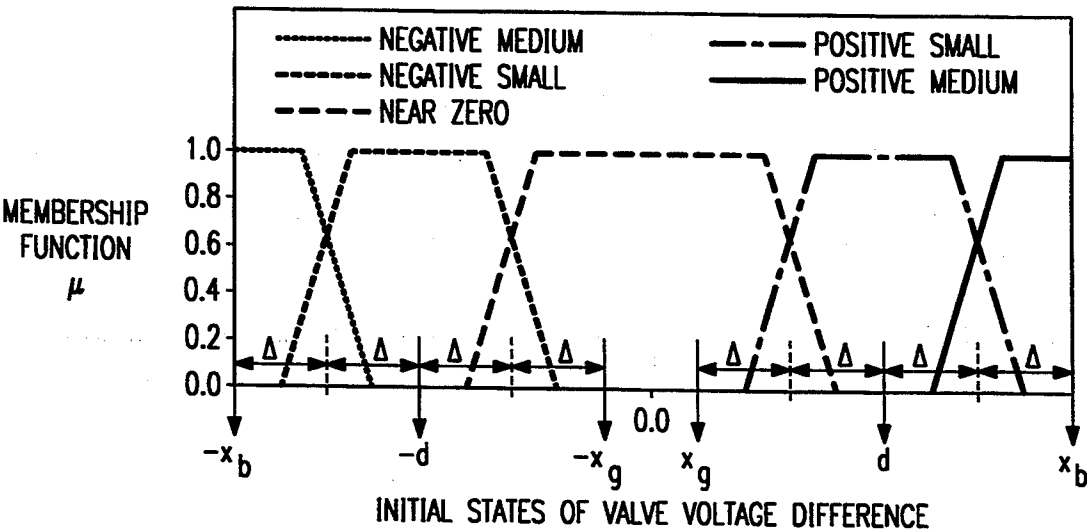 NEGATIVE MEDIUM
NEGATIVE SMALL
NEAR ZERO
POSITIVE SMALL
POSITIVE MEDIUM
MEMBERSHIP
FUNCTION
μ
1.0
0.8
0.6
0.4
0.2
0.0
Δ Δ Δ Δ Δ Δ Δ Δ
0.0
-x_b -d -x_g x_g d x_b
INITIAL STATES OF VALVE VOLTAGE DIFFERENCE